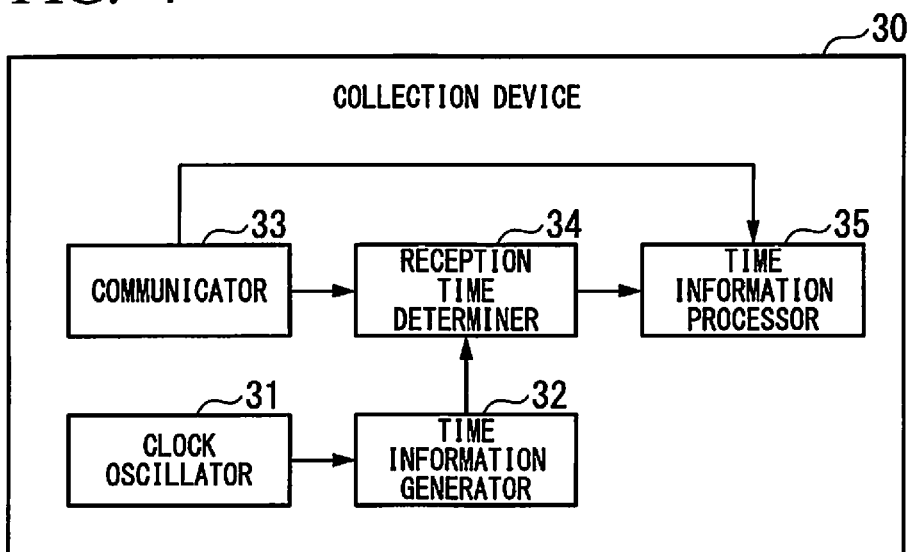 30
COLLECTION DEVICE
33
34
35
COMMUNICATOR
RECEPTION
TIME
DETERMINER
TIME
INFORMATION
PROCESSOR
31
32
CLOCK
OSCILLATOR
TIME
INFORMATION
GENERATOR